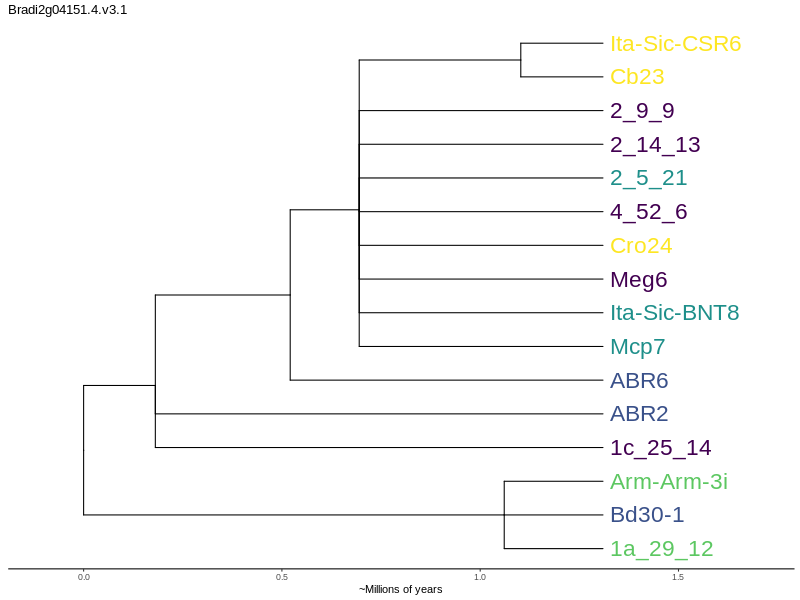 Bradi2g04151.4.v3.1
Ita-Sic-CSR6
Cb23
2_9_9
2_14_13
2_5_21
4_52_6
Cro24
Meg6
Ita-Sic-BNT8
Mcp7
ABR6
ABR2
1c_25_14
Arm-Arm-3i
Bd30-1
1a_29_12
0.0 0.5 1.0 1.5
~Millions of years